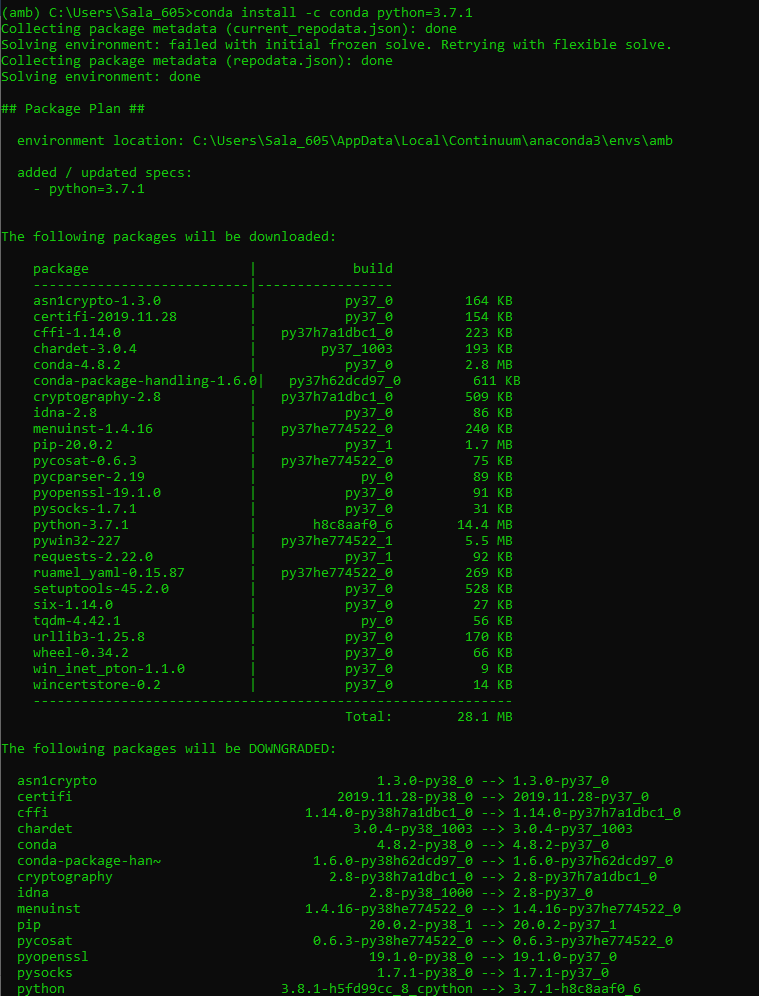 (amb) C:\Users\Sala_605>conda install -c conda python=3.7.1
Collecting package metadata (current_repodata.json): done
Solving environment: failed with initial frozen solve. Retrying with flexible solve.
Collecting package metadata (repodata.json): done
Solving environment: done
## Package Plan ##
environment location: C:\Users\Sala_605\AppData\Local\Continuum\anaconda3\envs\amb
added / updated specs:
- python=3.7.1
The following packages will be downloaded:
package | build
---------------------------|-----------------
asn1crypto-1.3.0 | py37_0 164 KB
certifi-2019.11.28 | py37_0 154 KB
cffi-1.14.0 | py37h7a1dbc1_0 223 KB
chardet-3.0.4 | py37_1003 193 KB
conda-4.8.2 | py37_0 2.8 MB
conda-package-handling-1.6.0| py37h62dcd97_0 611 KB
cryptography-2.8 | py37h7a1dbc1_0 509 KB
idna-2.8 | py37_0 86 KB
menuinst-1.4.16 | py37he774522_0 240 KB
pip-20.0.2 | py37_1 1.7 MB
pycosat-0.6.3 | py37he774522_0 75 KB
pycparser-2.19 | py_0 89 KB
pyopenssl-19.1.0 | py37_0 91 KB
pysocks-1.7.1 | py37_0 31 KB
python-3.7.1 | h8c8aaf0_6 14.4 MB
pywin32-227 | py37he774522_1 5.5 MB
requests-2.22.0 | py37_1 92 KB
ruamel_yaml-0.15.87 | py37he774522_0 269 KB
setuptools-45.2.0 | py37_0 528 KB
six-1.14.0 | py37_0 27 KB
tqdm-4.42.1 | py_0 56 KB
urllib3-1.25.8 | py37_0 170 KB
wheel-0.34.2 | py37_0 66 KB
win_inet_pton-1.1.0 | py37_0 9 KB
wincertstore-0.2 | py37_0 14 KB
------------------------------------------------------------
Total: 28.1 MB
The following packages will be DOWNGRADED:
asn1crypto 1.3.0-py38_0 --> 1.3.0-py37_0
certifi 2019.11.28-py38_0 --> 2019.11.28-py37_0
cffi 1.14.0-py38h7a1dbc1_0 --> 1.14.0-py37h7a1dbc1_0
chardet 3.0.4-py38_1003 --> 3.0.4-py37_1003
conda 4.8.2-py38_0 --> 4.8.2-py37_0
conda-package-han~ 1.6.0-py38h62dcd97_0 --> 1.6.0-py37h62dcd97_0
cryptography 2.8-py38h7a1dbc1_0 --> 2.8-py37h7a1dbc1_0
idna 2.8-py38_1000 --> 2.8-py37_0
menuinst 1.4.16-py38he774522_0 --> 1.4.16-py37he774522_0
pip 20.0.2-py38_1 --> 20.0.2-py37_1
pycosat 0.6.3-py38he774522_0 --> 0.6.3-py37he774522_0
pyopenssl 19.1.0-py38_0 --> 19.1.0-py37_0
pysocks 1.7.1-py38_0 --> 1.7.1-py37_0
python 3.8.1-h5fd99cc_8_cpython --> 3.7.1-h8c8aaf0_6